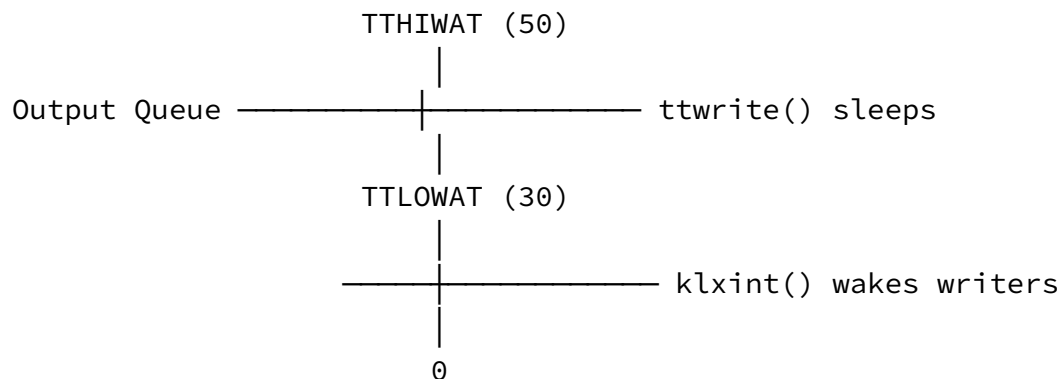 TTHIWAT (50)
Output Queue ttwrite() sleeps
TTLOWAT (30)
klxint() wakes writers
0